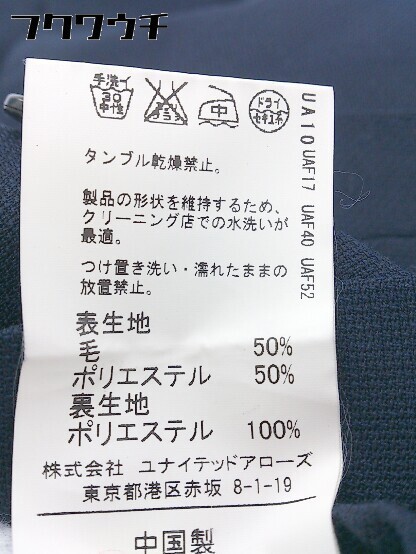 フクワウチ
手洗イ
30
中性
エンソ
サラシ
中
ドライ
セキユ系
UA10 UAF17 UAF40 UAF52
タンブル乾燥禁止。
製品の形状を維持するため、
クリーニング店での水洗いが
最適。
つけ置き洗い・濡れたままの
放置禁止。
表生地
毛 50%
ポリエステル 50%
裏生地
ポリエステル 100%
株式会社 ユナイテッドアローズ
東京都港区赤坂 8-1-19
中国製